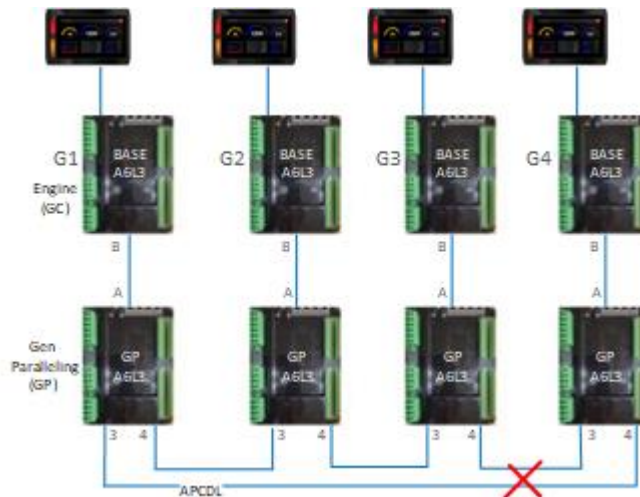 G1
BASE
A6L3
G2
BASE
A6L3
G3
BASE
A6L3
G4
BASE
A6L3
Engine
(GC)
B
B
B
B
A
A
A
A
Gen
Paralleling
(GP)
GP
A6L3
GP
A6L3
GP
A6L3
GP
A6L3
3 4
3 4
3 4
3 4
APCDL